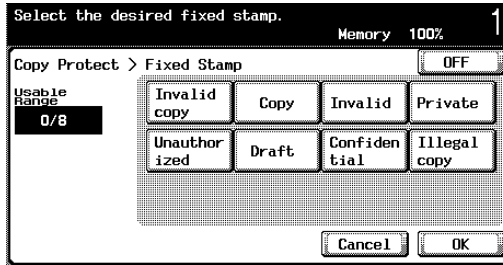 Select the desired fixed stamp.
Memory 100%
1
Copy Protect > Fixed Stamp
OFF
Usable
Range
0/8
Invalid
copy
Copy
Invalid
Private
Unauthor
ized
Draft
Confiden
tial
Illegal
copy
Cancel
OK